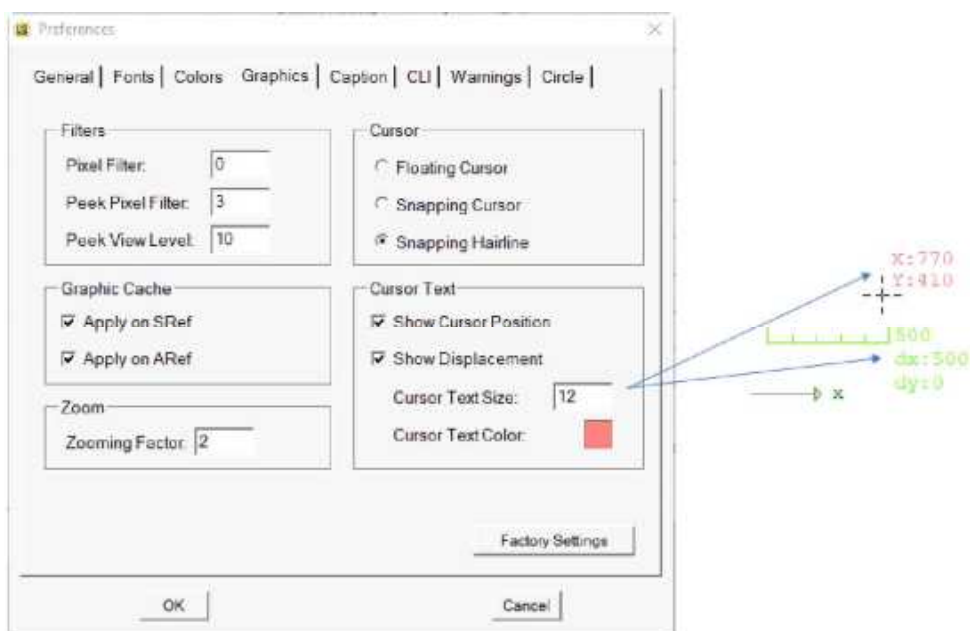 Preferences
General Fonts Colors Graphics Caption CLI Warnings Circle
Filters
Pixel Filter: 0
Peek Pixel Filter: 3
Peek View Level: 10
Cursor
Floating Cursor
Snapping Cursor
Snapping Hairline
Graphic Cache
Apply on SRef
Apply on ARef
Cursor Text
Show Cursor Position
Show Displacement
Cursor Text Size: 12
Cursor Text Color:
Zoom
Zooming Factor: 2
Factory Settings
OK Cancel
X:770
Y:410
500
dx:500
dy:0
x